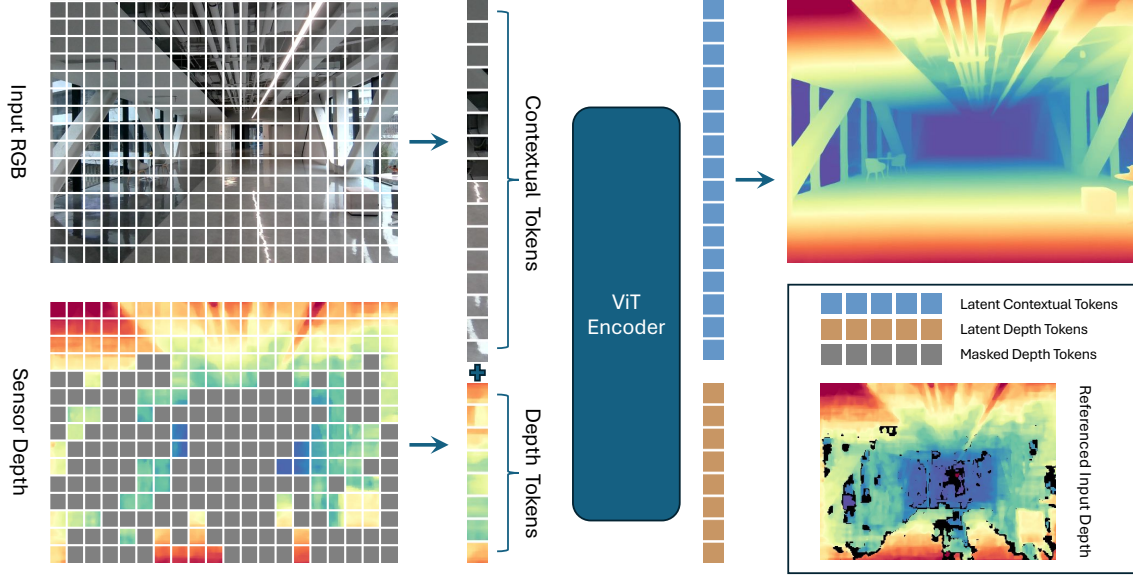 Input RGB
Contextual Tokens
Sensor Depth
Depth Tokens
ViT
Encoder
Latent Contextual Tokens
Latent Depth Tokens
Masked Depth Tokens
Referenced Input Depth